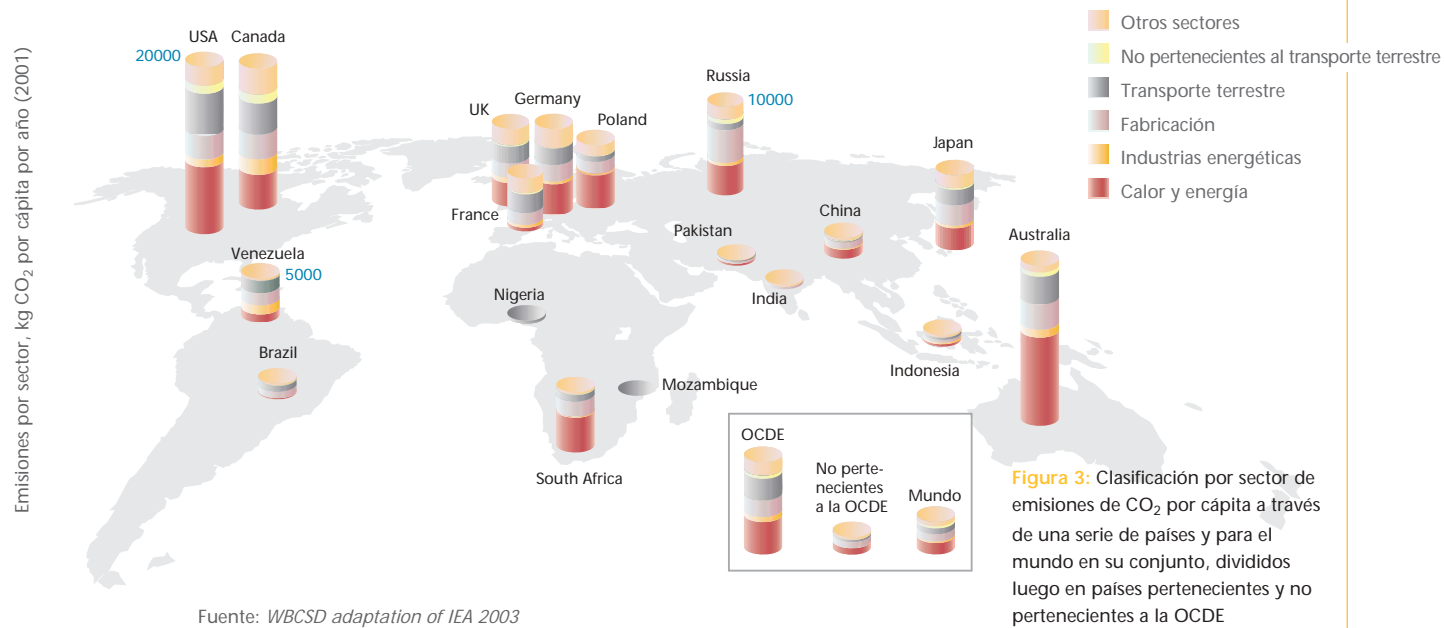 Emisiones por sector, kg CO₂ por cápita por año (2001)
USA
Canada
20000
UK
Germany
Poland
France
Russia
10000
Japan
Pakistan
China
India
Australia
Venezuela
5000
Nigeria
Brazil
Mozambique
Indonesia
South Africa
Otros sectores
No pertenecientes al transporte terrestre
Transporte terrestre
Fabricación
Industrias energéticas
Calor y energía
OCDE
No perte-
necientes
a la OCDE
Mundo
Figura 3: Clasificación por sector de
emisiones de CO₂ por cápita a través
de una serie de países y para el
mundo en su conjunto, divididos
luego en países pertenecientes y no
pertenecientes a la OCDE
Fuente: WBCSD adaptation of IEA 2003